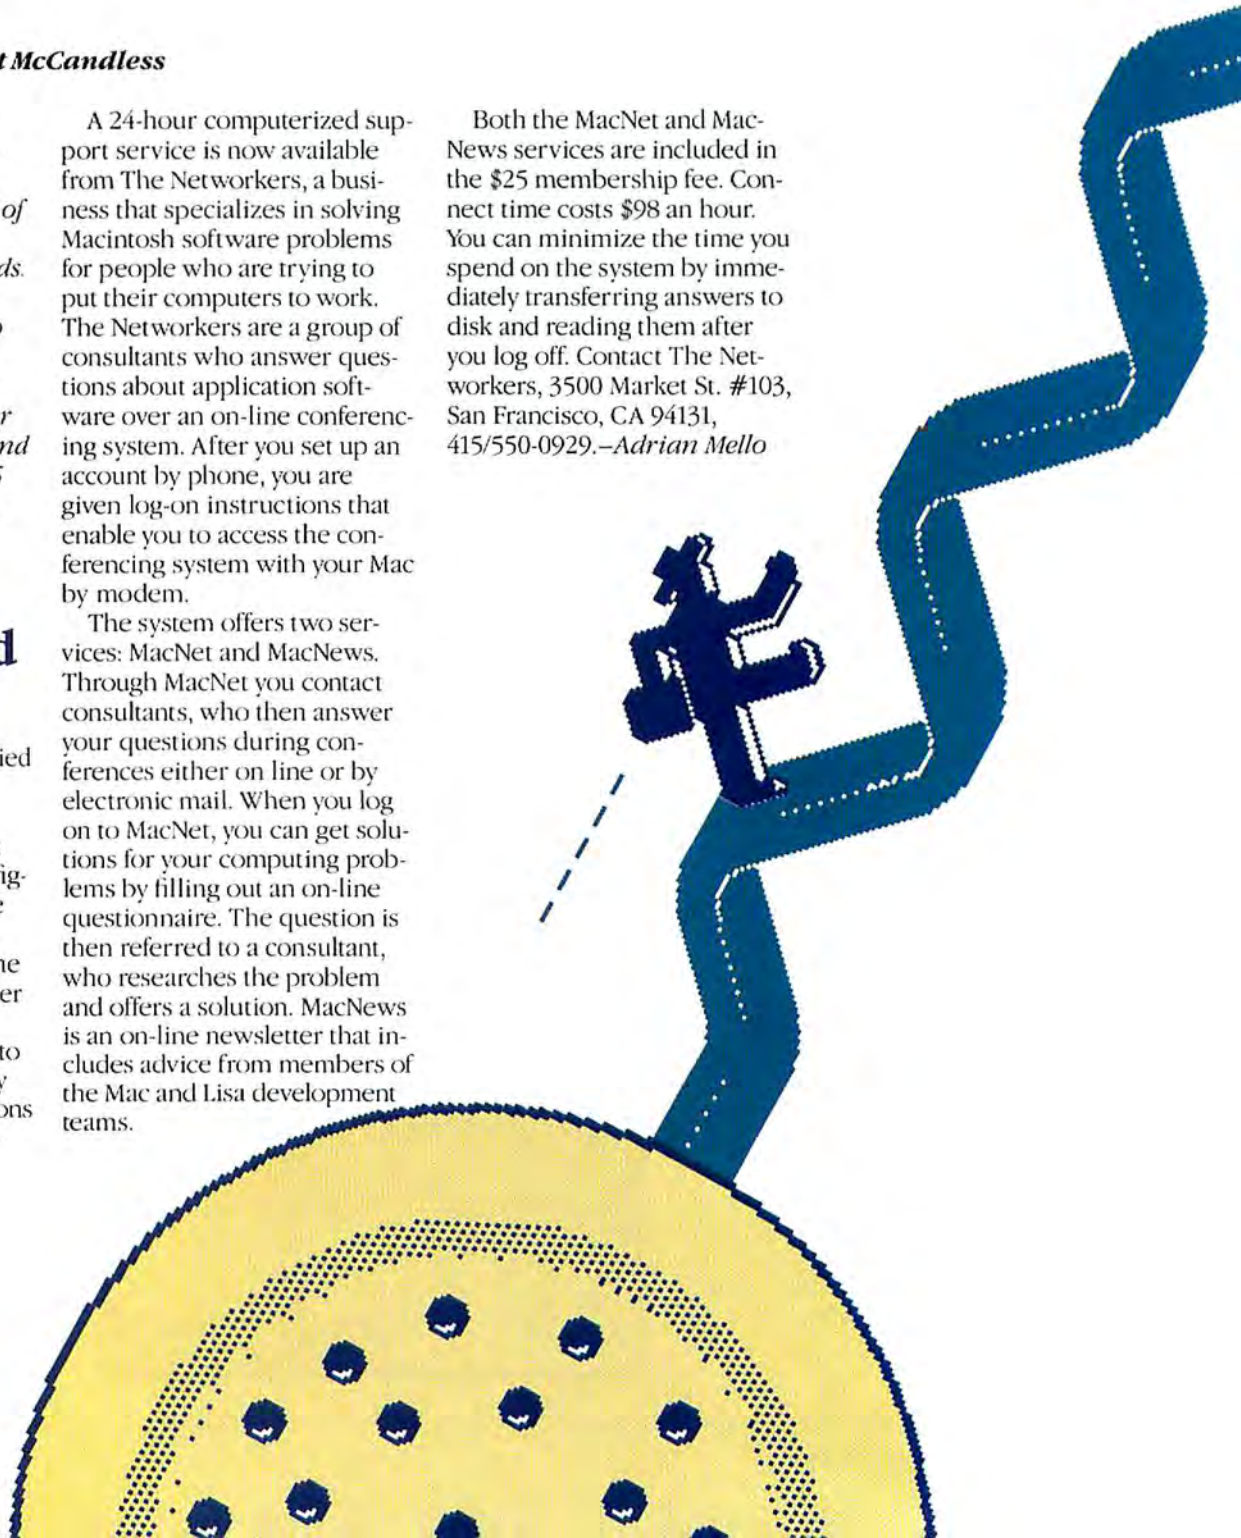 t McCandless
of
ds.
r
nd
d
ied
ig-
ne
er
to
y
ons
A 24-hour computerized sup-
port service is now available
from The Networkers, a busi-
ness that specializes in solving
Macintosh software problems
for people who are trying to
put their computers to work.
The Networkers are a group of
consultants who answer ques-
tions about application soft-
ware over an on-line conferenc-
ing system. After you set up an
account by phone, you are
given log-on instructions that
enable you to access the con-
ferencing system with your Mac
by modem.
The system offers two ser-
vices: MacNet and MacNews.
Through MacNet you contact
consultants, who then answer
your questions during con-
ferences either on line or by
electronic mail. When you log
on to MacNet, you can get solu-
tions for your computing prob-
lems by filling out an on-line
questionnaire. The question is
then referred to a consultant,
who researches the problem
and offers a solution. MacNews
is an on-line newsletter that in-
cludes advice from members of
the Mac and Lisa development
teams.
Both the MacNet and Mac-
News services are included in
the $25 membership fee. Con-
nect time costs $98 an hour.
You can minimize the time you
spend on the system by imme-
diately transferring answers to
disk and reading them after
you log off. Contact The Net-
workers, 3500 Market St. #103,
San Francisco, CA 94131,
415/550-0929.–Adrian Mello